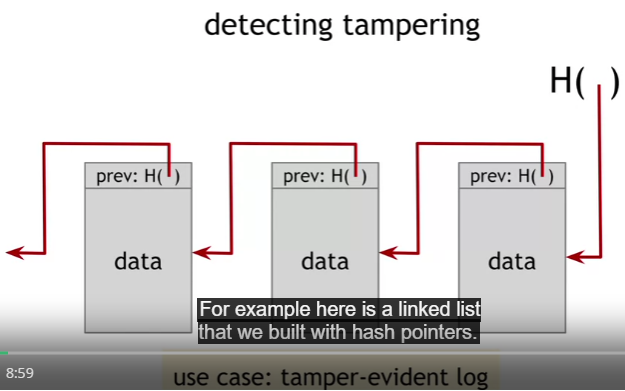 detecting tampering
H( )
prev: H( )
prev: H( )
prev: H( )
data
data
data
For example here is a linked list
that we built with hash pointers.
8:59
use case: tamper-evident log